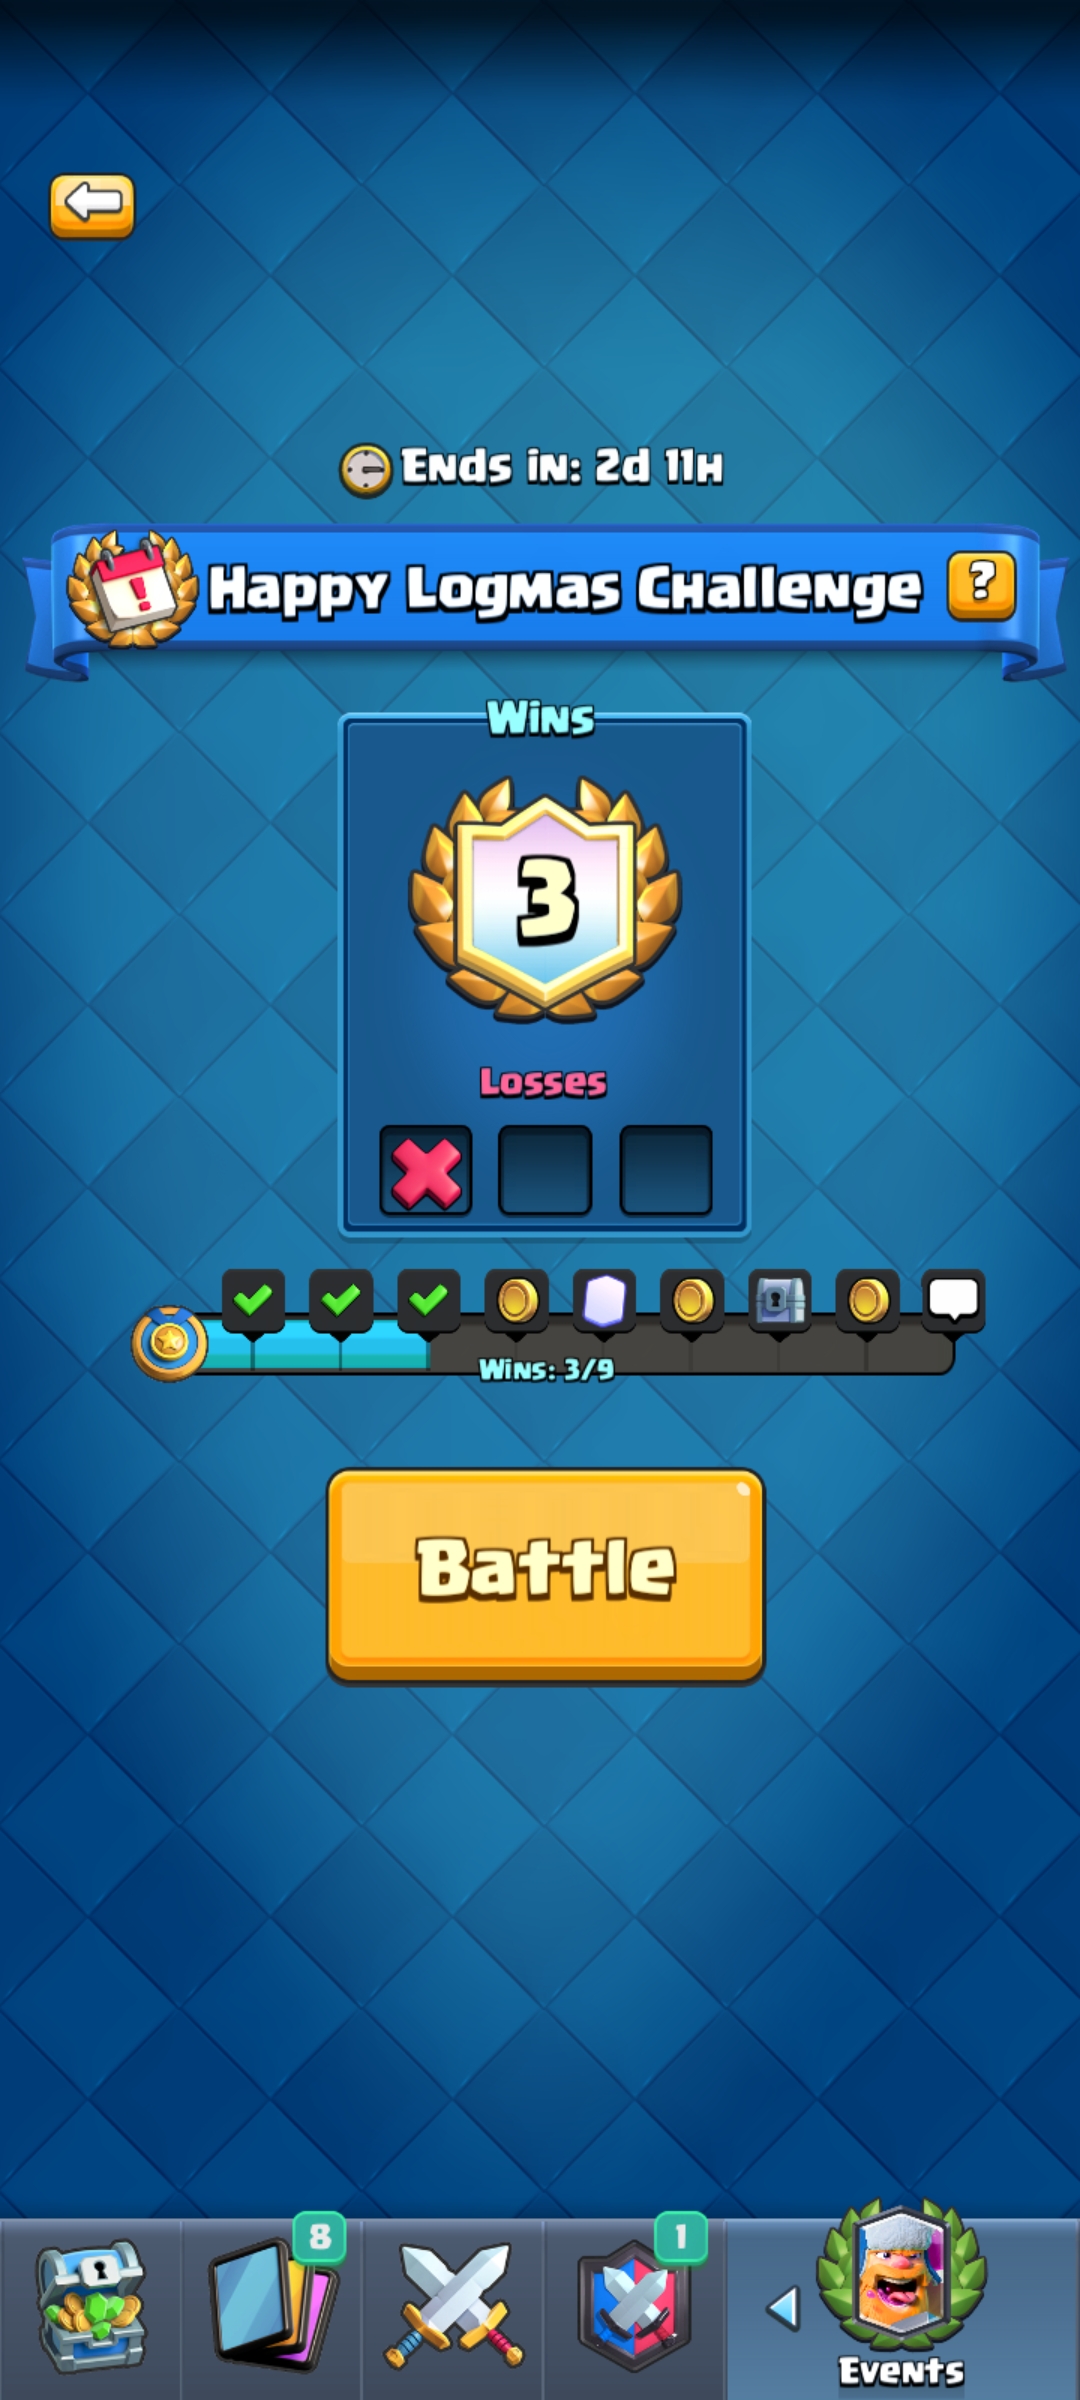 Ends in: 2d 11h
! Happy Logmas Challenge ?
Wins
3
Losses
Wins: 3/9
Battle
8
1
Events